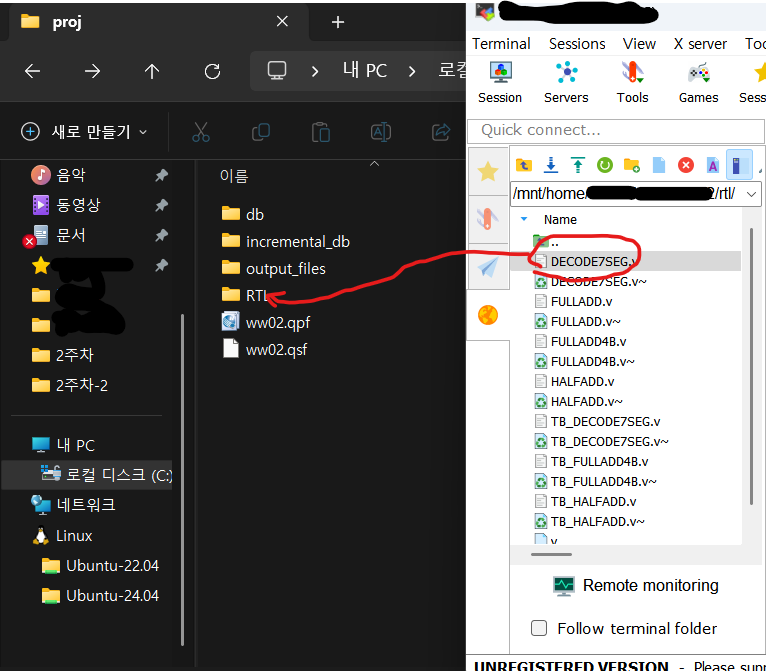 proj
내 PC
로컬
새로 만들기
이름
음악
동영상
문서
2주차
2주차-2
내 PC
로컬 디스크 (C:)
네트워크
Linux
Ubuntu-22.04
Ubuntu-24.04
db
incremental_db
output_files
RTL
ww02.qpf
ww02.qsf
Terminal Sessions View X server Too
Session Servers Tools Games Sess
Quick connect...
/mnt/home/ 2/rtl/
Name
..
DECODE7SEG.v
DECODE7SEG.v~
FULLADD.v
FULLADD.v~
FULLADD4B.v
FULLADD4B.v~
HALFADD.v
HALFADD.v~
TB_DECODE7SEG.v
TB_DECODE7SEG.v~
TB_FULLADD4B.v
TB_FULLADD4B.v~
TB_HALFADD.v
TB_HALFADD.v~
Remote monitoring
Follow terminal folder
UNREGISTERED VERSION - Please supp